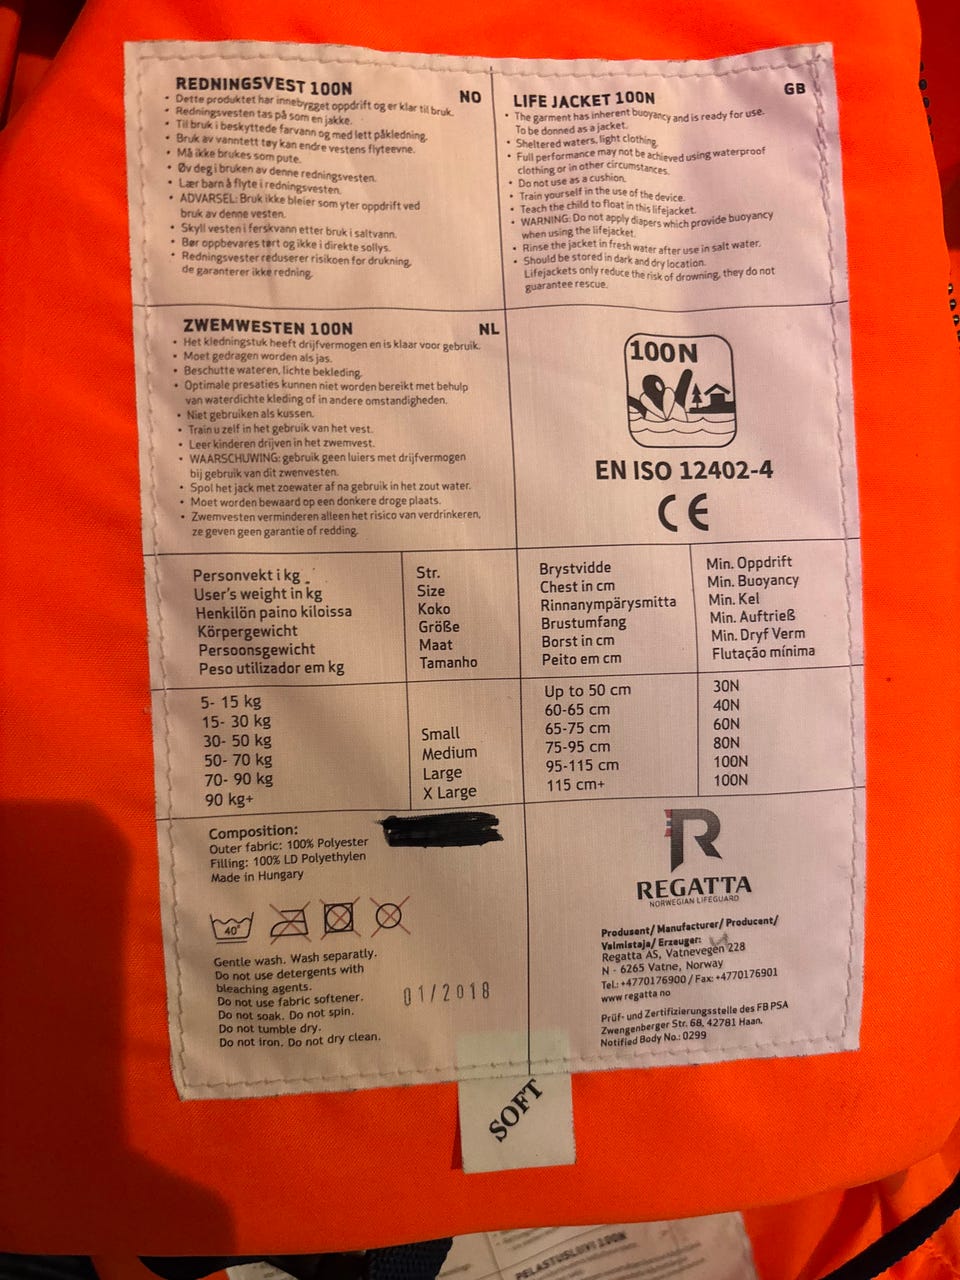 REDNINGSVEST 100N
NO
• Dette produktet har innebygget oppdrift og er klar til bruk.
• Redningsvesten tas på som en jakke.
• Til bruk i beskyttede farvann og med lett påkledning.
• Bruk av vanntett tøy kan endre vestens flyteevne.
• Må ikke brukes som pute.
• Øv deg i bruken av denne redningsvesten.
• Lær barn å flyte i redningsvesten.
• ADVARSEL: Bruk ikke bleier som yter oppdrift ved
bruk av denne vesten.
• Skyll vesten i ferskvann etter bruk i saltvann.
• Bør oppbevares tørt og ikke i direkte sollys.
• Redningsvester reduserer risikoen for drukning,
de garanterer ikke redning.
LIFE JACKET 100N
GB
• The garment has inherent buoyancy and is ready for use.
To be donned as a jacket.
• Sheltered waters, light clothing.
• Full performance may not be achieved using waterproof
clothing or in other circumstances.
• Do not use as a cushion.
• Train yourself in the use of the device.
• Teach the child to float in this lifejacket.
• WARNING: Do not apply diapers which provide buoyancy
when using the lifejacket.
• Rinse the jacket in fresh water after use in salt water.
• Should be stored in dark and dry location.
Lifejackets only reduce the risk of drowning, they do not
guarantee rescue.
ZWEMWESTEN 100N
NL
• Het kledningstuk heeft drijfvermogen en is klaar voor gebruik.
• Moet gedragen worden als jas.
• Beschutte wateren, lichte bekleding.
• Optimale presaties kunnen niet worden bereikt met behulp
van waterdichte kleding of in andere omstandigheden.
• Niet gebruiken als kussen.
• Train u zelf in het gebruik van het vest.
• Leer kinderen drijven in het zwemvest.
• WAARSCHUWING: gebruik geen luiers met drijfvermogen
bij gebruik van dit zwenvesten.
• Spol het jack met zoewater af na gebruik in het zout water.
• Moet worden bewaard op een donkere droge plaats.
• Zwemvesten verminderen alleen het risico van verdrinkeren,
ze geven geen garantie of redding.
100N
EN ISO 12402-4
CE
Personvekt i kg
User's weight in kg
Henkilön paino kiloissa
Körpergewicht
Persoonsgewicht
Peso utilizador em kg
Str.
Size
Koko
Größe
Maat
Tamanho
Brystvidde
Chest in cm
Rinnanympärysmitta
Brustumfang
Borst in cm
Peito em cm
Min. Oppdrift
Min. Buoyancy
Min. Kel
Min. Auftrieß
Min. Dryf Verm
Flutação mínima
5- 15 kg
15- 30 kg
30- 50 kg
50- 70 kg
70- 90 kg
90 kg+
Small
Medium
Large
X Large
Up to 50 cm
60-65 cm
65-75 cm
75-95 cm
95-115 cm
115 cm+
30N
40N
60N
80N
100N
100N
Composition:
Outer fabric: 100% Polyester
Filling: 100% LD Polyethylen
Made in Hungary
40°
Gentle wash. Wash separatly.
Do not use detergents with
bleaching agents.
Do not use fabric softener.
Do not soak. Do not spin.
Do not tumble dry.
Do not iron. Do not dry clean.
01/2018
R
REGATTA
NORWEGIAN LIFEGUARD
Produsent/ Manufacturer/ Producent/
Valmistaja/ Erzeuger:
Regatta AS, Vatnevegen 228
N - 6265 Vatne, Norway
Tel.: +4770176900 / Fax: +4770176901
www regatta no
Prüf- und Zertifizierungsstelle des FB PSA
Zwengenberger Str. 68, 42781 Haan.
Notified Body No.: 0299
SOFT
PELASTUSLIIVI 100N